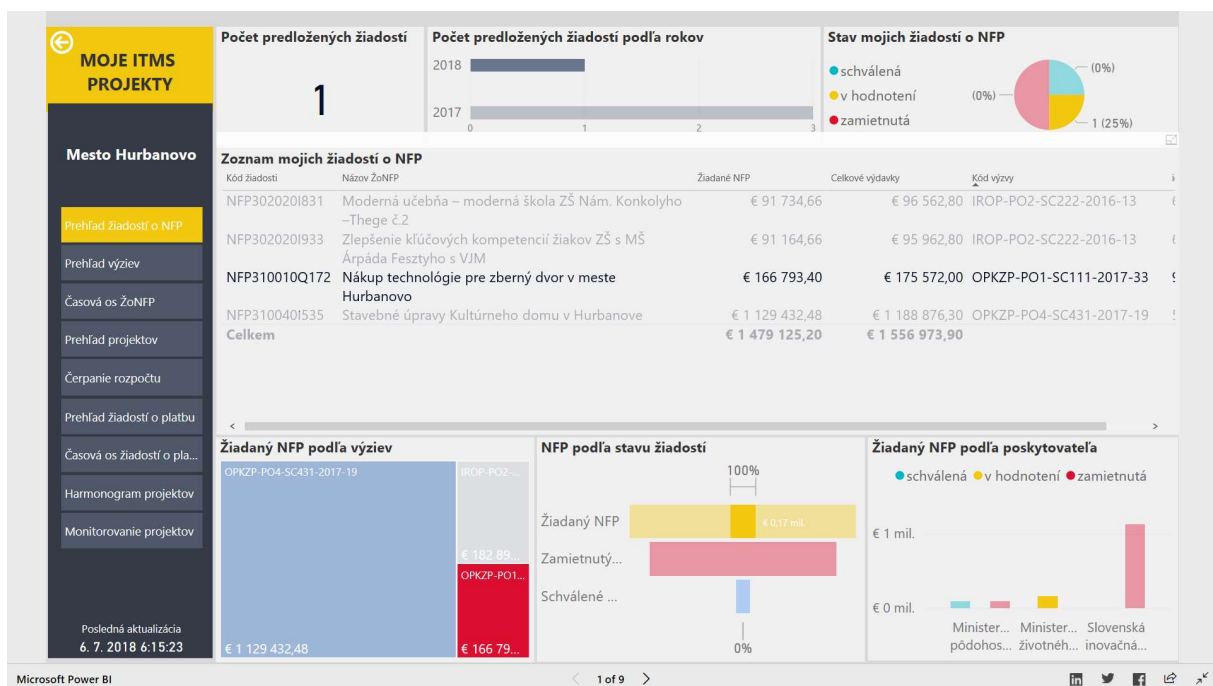 MOJE ITMS
PROJEKTY
Mesto Hurbanovo
Prehľad žiadostí o NFP
Prehľad výziev
Časová os ŽoNFP
Prehľad projektov
Čerpanie rozpočtu
Prehľad žiadostí o platbu
Časová os žiadostí o pla...
Harmonogram projektov
Monitorovanie projektov
Posledná aktualizácia
6. 7. 2018 6:15:23
Počet predložených žiadostí
1
Počet predložených žiadostí podľa rokov
2018
2017
0 1 2 3
Stav mojich žiadostí o NFP
schválená
v hodnotení
zamietnutá
(0%)
(0%)
1 (25%)
Zoznam mojich žiadostí o NFP
Kód žiadosti Názov ŽoNFP Žiadané NFP Celkové výdavky Kód výzvy
NFP302020I831 Moderná učebňa – moderná škola ZŠ Nám. Konkolyho € 91 734,66 € 96 562,80 IROP-PO2-SC222-2016-13
–Thege č.2
NFP302020I933 Zlepšenie kľúčových kompetencií žiakov ZŠ s MŠ € 91 164,66 € 95 962,80 IROP-PO2-SC222-2016-13
Árpáda Fesztyho s VJM
NFP310010Q172 Nákup technológie pre zberný dvor v meste € 166 793,40 € 175 572,00 OPKZP-PO1-SC111-2017-33
Hurbanovo
NFP310040I535 Stavebné úpravy Kultúrneho domu v Hurbanove € 1 129 432,48 € 1 188 876,30 OPKZP-PO4-SC431-2017-19
Celkem € 1 479 125,20 € 1 556 973,90
Žiadaný NFP podľa výziev
OPKZP-PO4-SC431-2017-19
€ 1 129 432,48
IROP-PO2-...
€ 182 89...
OPKZP-PO1...
€ 166 79...
NFP podľa stavu žiadostí
100%
Žiadaný NFP
€ 0,17 mil.
Zamietnutý...
Schválené ...
0%
Žiadaný NFP podľa poskytovateľa
schválená v hodnotení zamietnutá
€ 1 mil.
€ 0 mil.
Minister... Minister... Slovenská
pôdohos... životnéh... inovačná...
Microsoft Power BI
1 of 9